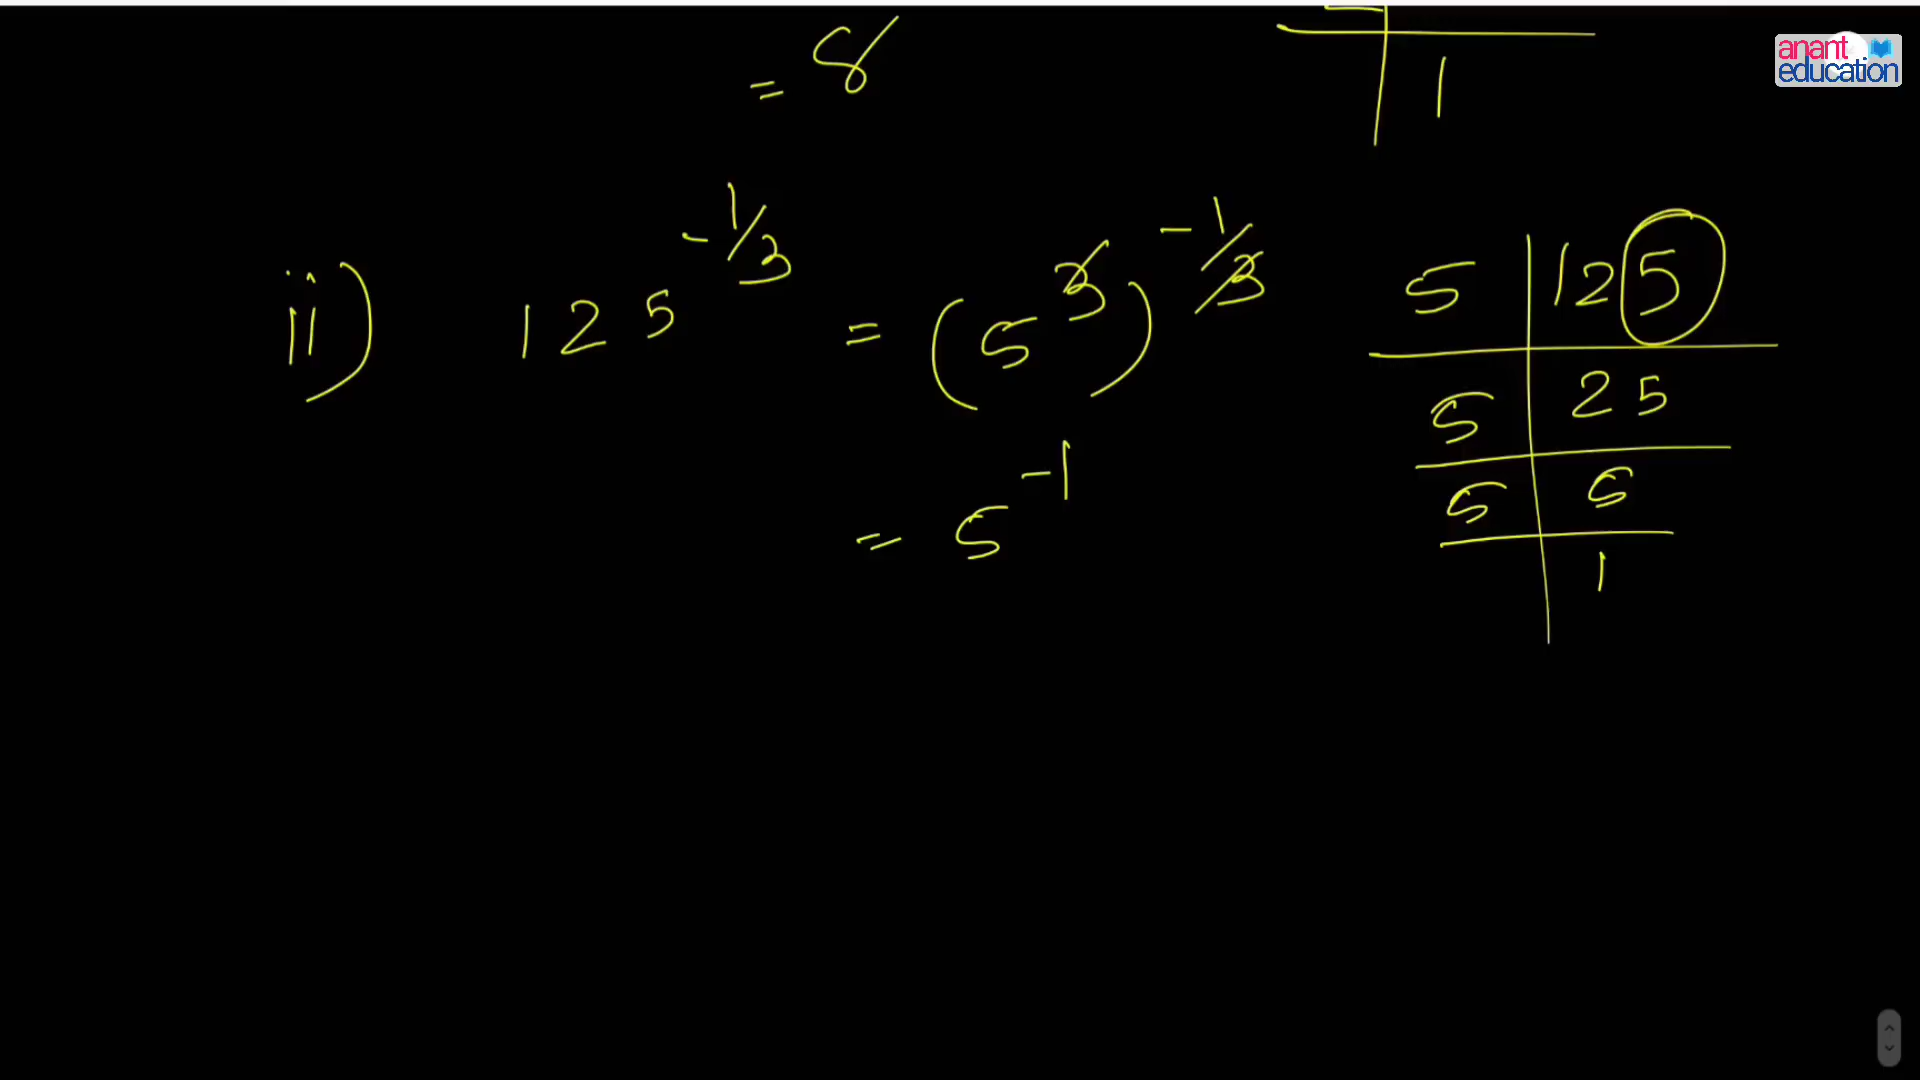 = 8
1
anant
education
ii) 125^{-1/3} = (5^3)^{-1/3}
= 5^{-1}
5 | 125
5 | 25
5 | 5
1